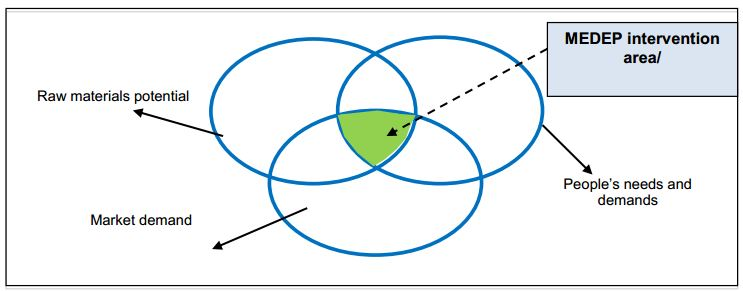 MEDEP intervention
area/
Raw materials potential
People’s needs and
demands
Market demand